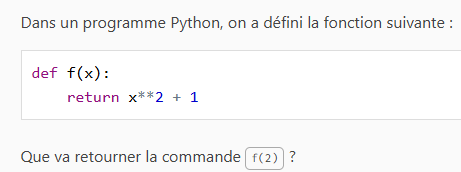 Dans un programme Python, on a défini la fonction suivante :
def f(x):
    return x**2 + 1
Que va retourner la commande f(2) ?